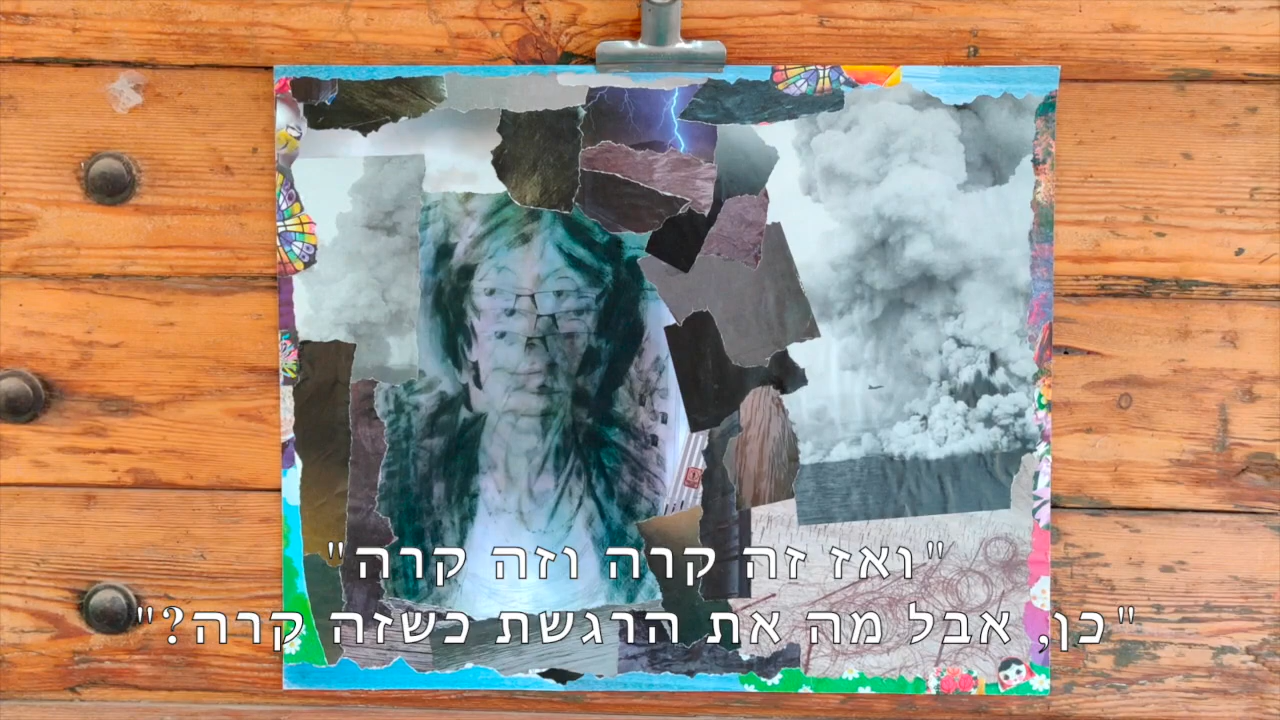 "ואז זה קרה וזה קרה"
"כן, אבל מה את הרגשת כשזה קרה?"